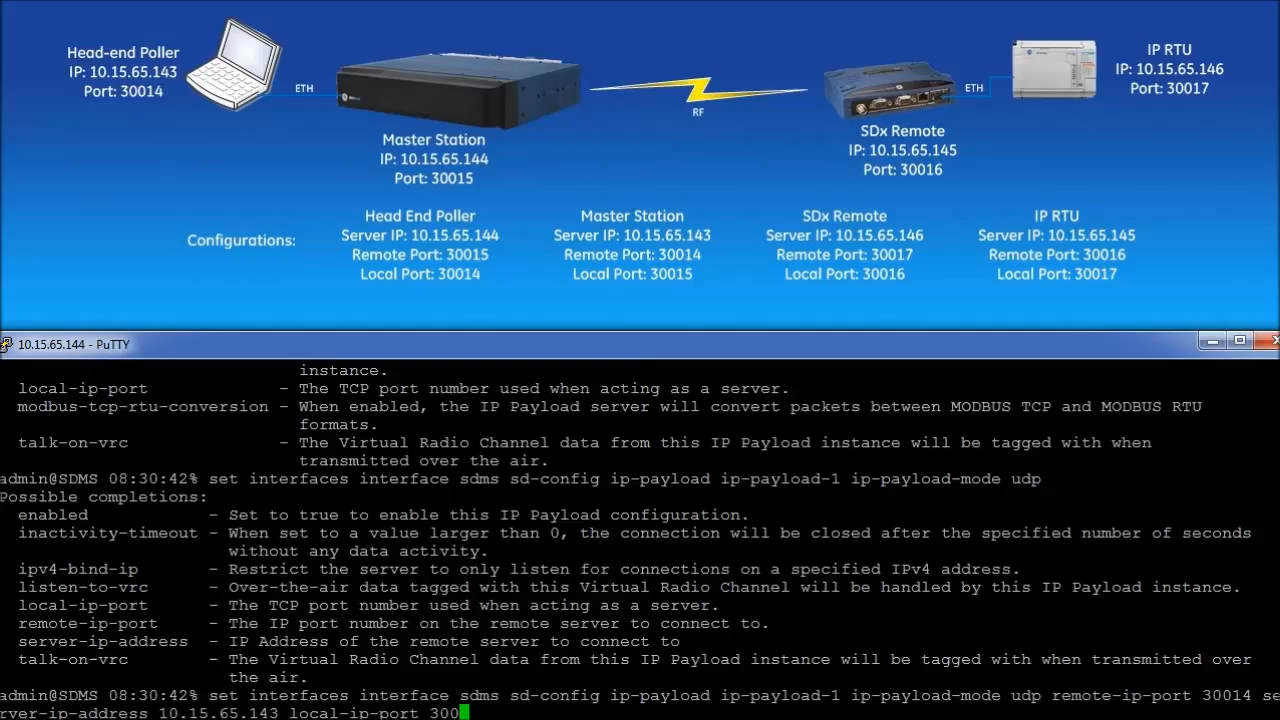 Head-end Poller
IP: 10.15.65.143
Port: 30014
ETH
Master Station
IP: 10.15.65.144
Port: 30015
RF
SDx Remote
IP: 10.15.65.145
Port: 30016
ETH
IP RTU
IP: 10.15.65.146
Port: 30017
Configurations:
Head End Poller
Server IP: 10.15.65.144
Remote Port: 30015
Local Port: 30014
Master Station
Server IP: 10.15.65.143
Remote Port: 30014
Local Port: 30015
SDx Remote
Server IP: 10.15.65.146
Remote Port: 30017
Local Port: 30016
IP RTU
Server IP: 10.15.65.145
Remote Port: 30016
Local Port: 30017
10.15.65.144 - PuTTY
instance.
local-ip-port - The TCP port number used when acting as a server.
modbus-tcp-rtu-conversion - When enabled, the IP Payload server will convert packets between MODBUS TCP and MODBUS RTU
formats.
talk-on-vrc - The Virtual Radio Channel data from this IP Payload instance will be tagged with when
transmitted over the air.
admin@SDMS 08:30:42% set interfaces interface sdms sd-config ip-payload ip-payload-1 ip-payload-mode udp
Possible completions:
enabled - Set to true to enable this IP Payload configuration.
inactivity-timeout - When set to a value larger than 0, the connection will be closed after the specified number of seconds
without any data activity.
ipv4-bind-ip - Restrict the server to only listen for connections on a specified IPv4 address.
listen-to-vrc - Over-the-air data tagged with this Virtual Radio Channel will be handled by this IP Payload instance.
local-ip-port - The TCP port number used when acting as a server.
remote-ip-port - The IP port number on the remote server to connect to.
server-ip-address - IP Address of the remote server to connect to
talk-on-vrc - The Virtual Radio Channel data from this IP Payload instance will be tagged with when transmitted over
the air.
admin@SDMS 08:30:42% set interfaces interface sdms sd-config ip-payload ip-payload-1 ip-payload-mode udp remote-ip-port 30014 se
rver-ip-address 10.15.65.143 local-ip-port 300